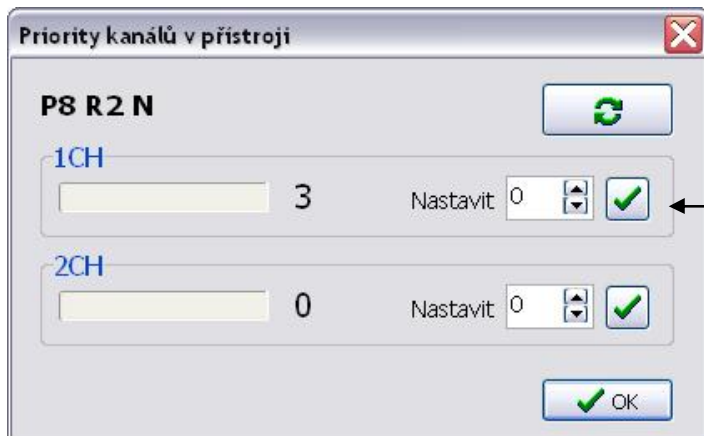 Priority kanálů v přístroji
P8 R2 N
1CH
3 Nastavit 0
2CH
0 Nastavit 0
OK